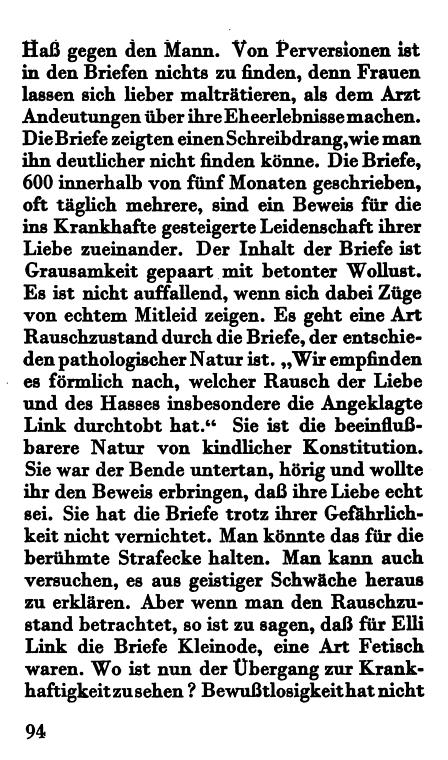 Haß gegen den Mann. Von Perversionen ist
in den Briefen nichts zu finden, denn Frauen
lassen sich lieber malträtieren, als dem Arzt
Andeutungen über ihre Eheerlebnisse machen.
Die Briefe zeigten einen Schreibdrang, wie man
ihn deutlicher nicht finden könne. Die Briefe,
600 innerhalb von fünf Monaten geschrieben,
oft täglich mehrere, sind ein Beweis für die
ins Krankhafte gesteigerte Leidenschaft ihrer
Liebe zueinander. Der Inhalt der Briefe ist
Grausamkeit gepaart mit betonter Wollust.
Es ist nicht auffallend, wenn sich dabei Züge
von echtem Mitleid zeigen. Es geht eine Art
Rauschzustand durch die Briefe, der entschie-
den pathologischer Natur ist. „Wir empfinden
es förmlich nach, welcher Rausch der Liebe
und des Hasses insbesondere die Angeklagte
Link durchtobt hat.“ Sie ist die beeinfluß-
barere Natur von kindlicher Konstitution.
Sie war der Bende untertan, hörig und wollte
ihr den Beweis erbringen, daß ihre Liebe echt
sei. Sie hat die Briefe trotz ihrer Gefährlich-
keit nicht vernichtet. Man könnte das für die
berühmte Strafecke halten. Man kann auch
versuchen, es aus geistiger Schwäche heraus
zu erklären. Aber wenn man den Rauschzu-
stand betrachtet, so ist zu sagen, daß für Elli
Link die Briefe Kleinode, eine Art Fetisch
waren. Wo ist nun der Übergang zur Krank-
haftigkeit zu sehen? Bewußtlosigkeit hat nicht
94